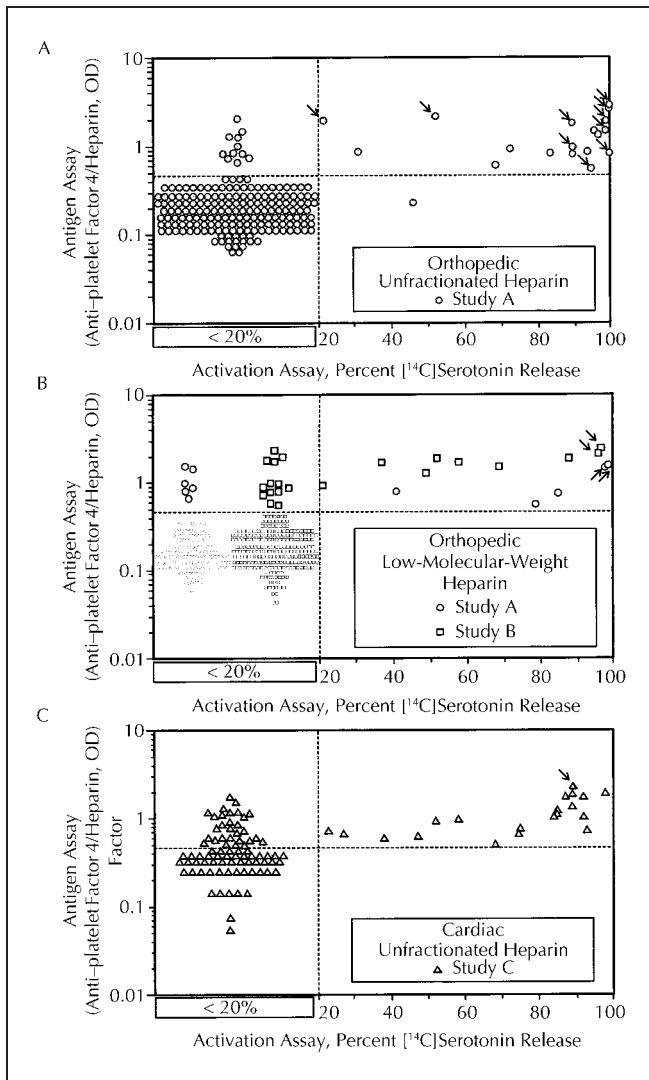 A
Antigen Assay
(Anti–platelet Factor 4/Heparin, OD)
10
1
0.1
0.01
Orthopedic
Unfractionated Heparin
Study A
< 20%
20
40
60
80
100
Activation Assay, Percent [¹⁴C]Serotonin Release
B
Antigen Assay
(Anti–platelet Factor 4/Heparin, OD)
10
1
0.1
0.01
Orthopedic
Low-Molecular-Weight
Heparin
Study A
Study B
< 20%
20
40
60
80
100
Activation Assay, Percent [¹⁴C]Serotonin Release
C
Antigen Assay
(Anti–platelet Factor 4/Heparin, OD)
Factor
10
1
0.1
0.01
Cardiac
Unfractionated Heparin
Study C
< 20%
20
40
60
80
100
Activation Assay, Percent [¹⁴C]Serotonin Release